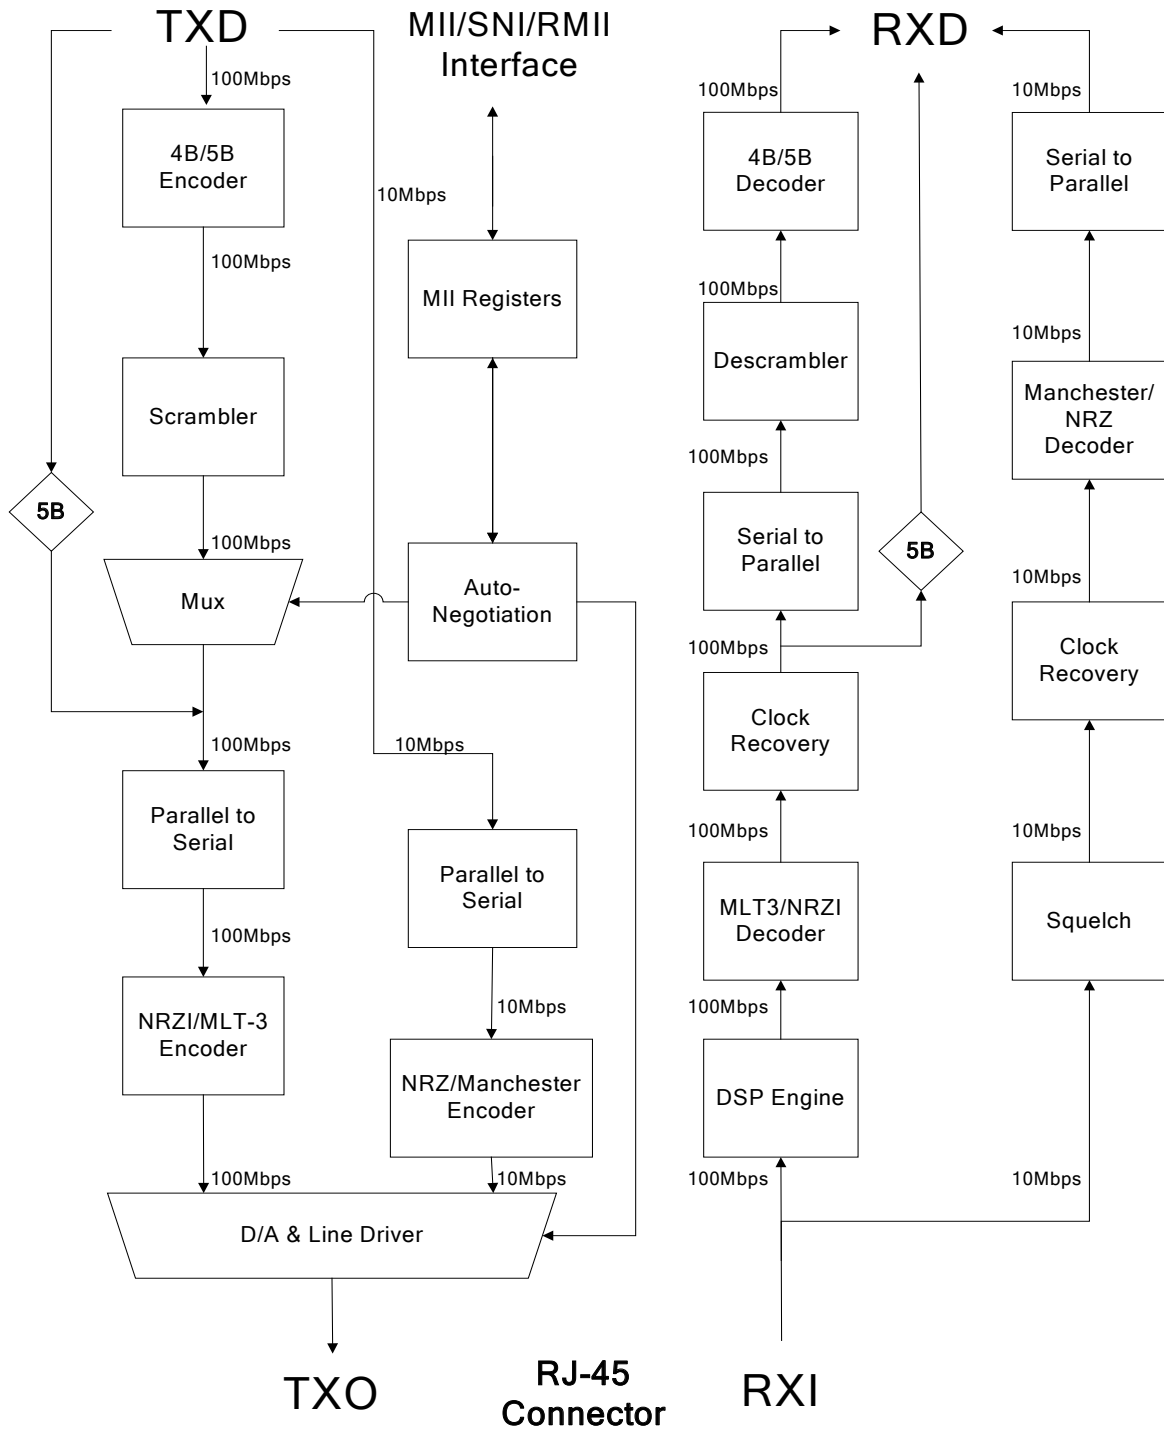 TXD
MII/SNI/RMII
Interface
RXD
100Mbps
100Mbps
10Mbps
4B/5B
Encoder
10Mbps
4B/5B
Decoder
Serial to
Parallel
100Mbps
MII Registers
100Mbps
10Mbps
Scrambler
Descrambler
Manchester/
NRZ
Decoder
100Mbps
5B
100Mbps
Serial to
Parallel
5B
10Mbps
Mux
Auto-
Negotiation
100Mbps
Clock
Recovery
100Mbps
10Mbps
Clock
Recovery
Parallel to
Serial
100Mbps
10Mbps
Parallel to
Serial
MLT3/NRZI
Decoder
Squelch
100Mbps
NRZI/MLT-3
Encoder
10Mbps
100Mbps
NRZ/Manchester
Encoder
DSP Engine
100Mbps
10Mbps
100Mbps
10Mbps
D/A & Line Driver
TXO
RJ-45
Connector
RXI